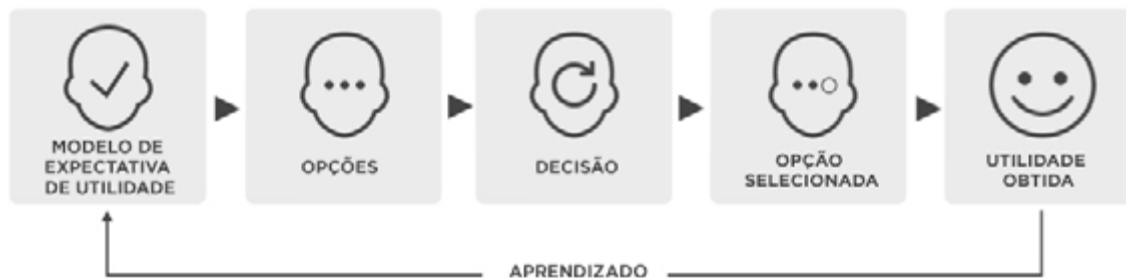 MODELO DE
EXPECTATIVA
DE UTILIDADE
OPÇÕES
DECISÃO
OPÇÃO
SELECIONADA
UTILIDADE
OBTIDA
APRENDIZADO